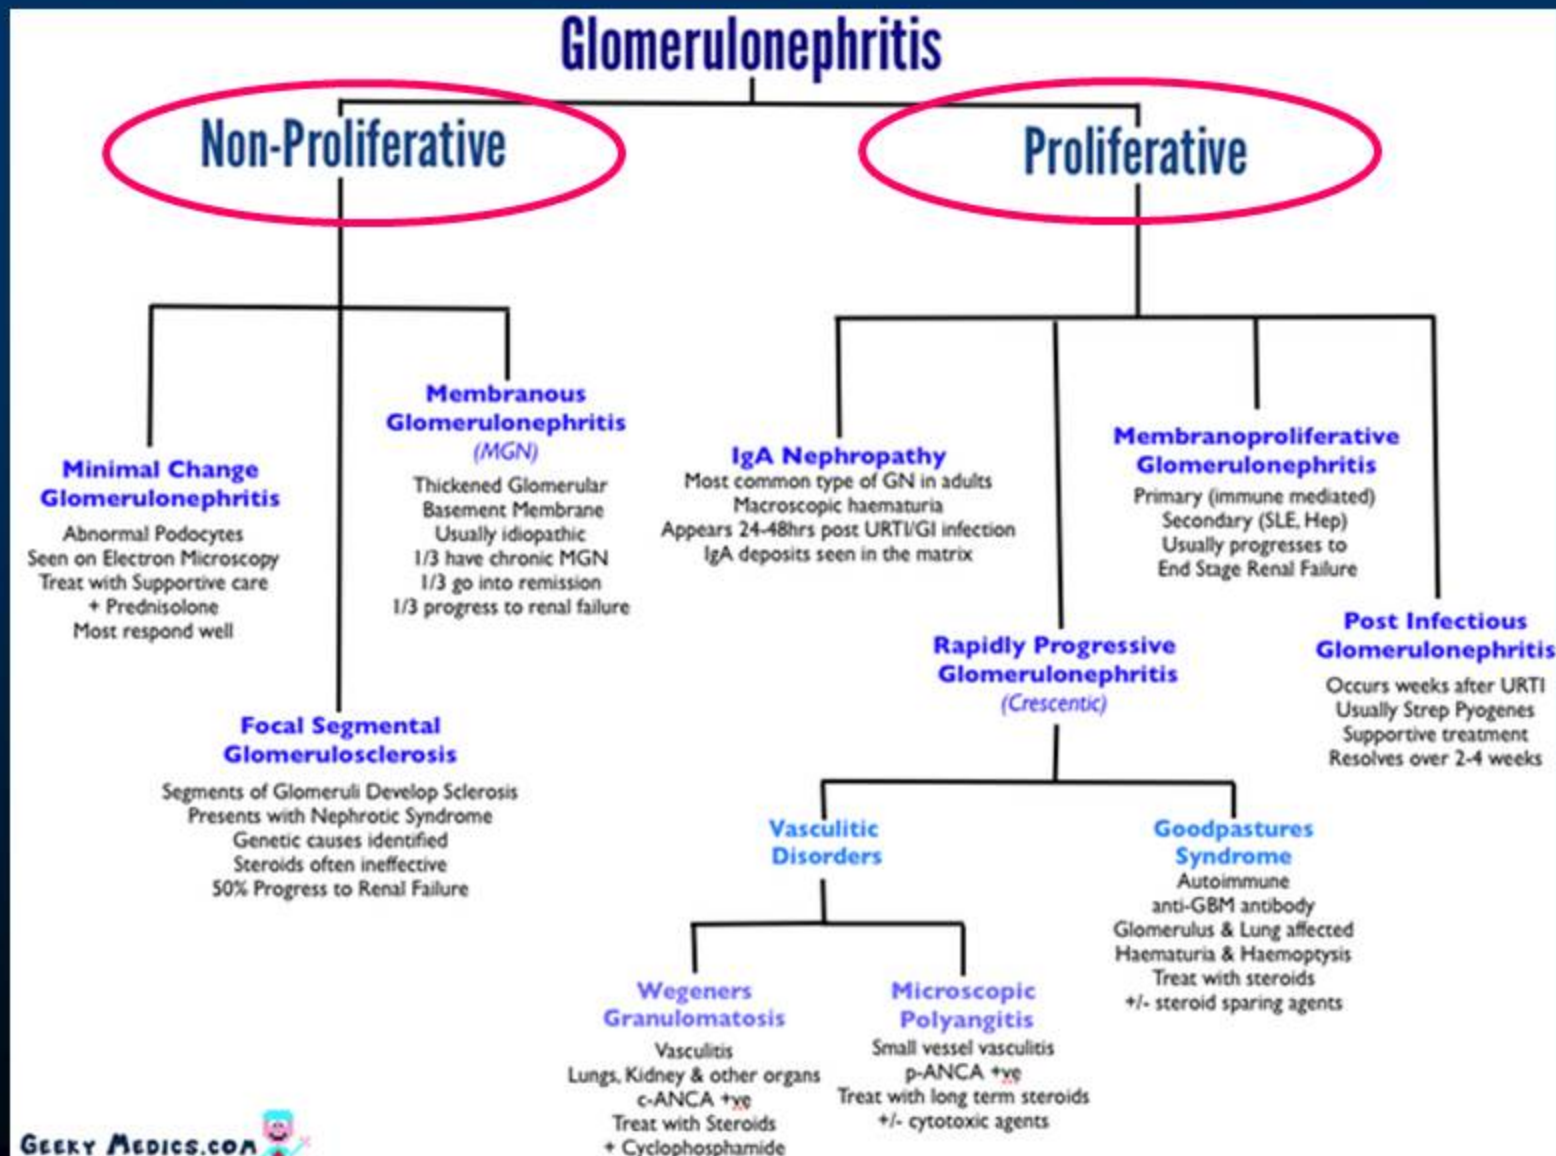 Glomerulonephritis
Non-Proliferative
Proliferative
Minimal Change
Glomerulonephritis
Abnormal Podocytes
Seen on Electron Microscopy
Treat with Supportive care
+ Prednisolone
Most respond well
Membranous
Glomerulonephritis
(MGN)
Thickened Glomerular
Basement Membrane
Usually idiopathic
1/3 have chronic MGN
1/3 go into remission
1/3 progress to renal failure
Focal Segmental
Glomerulosclerosis
Segments of Glomeruli Develop Sclerosis
Presents with Nephrotic Syndrome
Genetic causes identified
Steroids often ineffective
50% Progress to Renal Failure
IgA Nephropathy
Most common type of GN in adults
Macroscopic haematuria
Appears 24-48hrs post URTI/GI infection
IgA deposits seen in the matrix
Rapidly Progressive
Glomerulonephritis
(Crescentic)
Membranoproliferative
Glomerulonephritis
Primary (immune mediated)
Secondary (SLE, Hep)
Usually progresses to
End Stage Renal Failure
Post Infectious
Glomerulonephritis
Occurs weeks after URTI
Usually Strep Pyogenes
Supportive treatment
Resolves over 2-4 weeks
Vasculitic
Disorders
Goodpastures
Syndrome
Autoimmune
anti-GBM antibody
Glomerulus & Lung affected
Haematuria & Haemoptysis
Treat with steroids
+/- steroid sparing agents
Wegeners
Granulomatosis
Vasculitis
Lungs, Kidney & other organs
c-ANCA +ve
Treat with Steroids
+ Cyclophosphamide
Microscopic
Polyangitis
Small vessel vasculitis
p-ANCA +ve
Treat with long term steroids
+/- cytotoxic agents
GEEKY MEDICS.COM